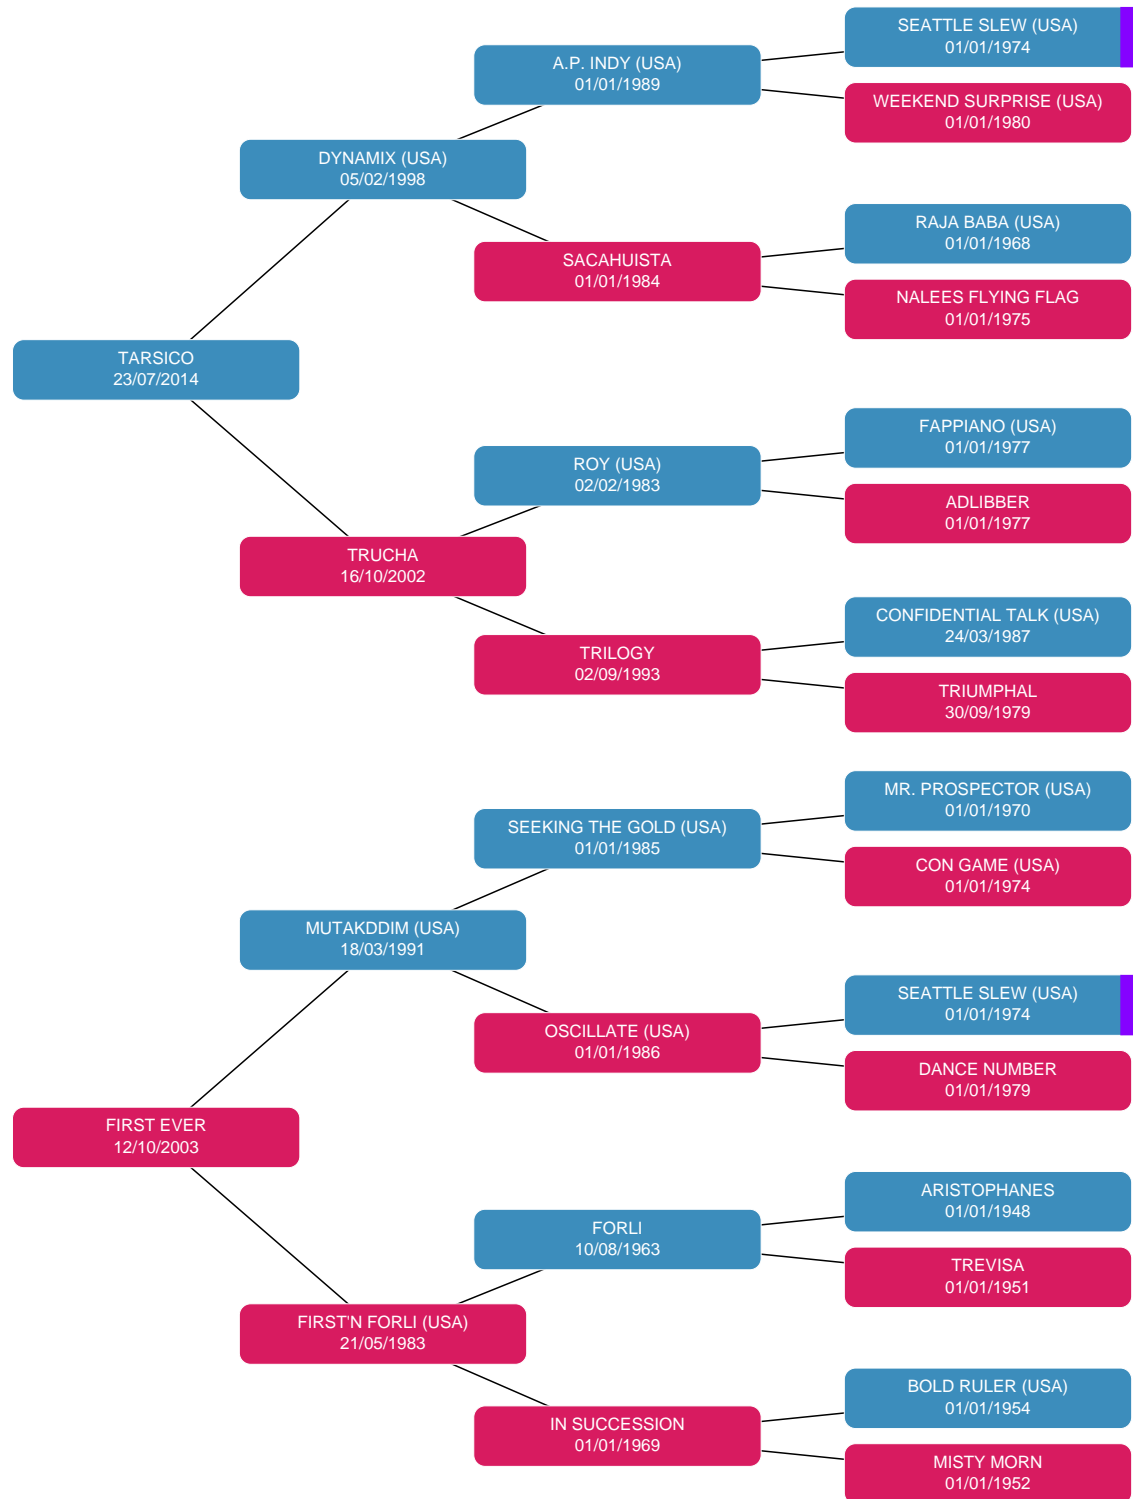 SEATTLE SLEW (USA)
01/01/1974
A.P. INDY (USA)
01/01/1989
WEEKEND SURPRISE (USA)
01/01/1980
DYNAMIX (USA)
05/02/1998
RAJA BABA (USA)
01/01/1968
SACAHUISTA
01/01/1984
NALEES FLYING FLAG
01/01/1975
TARSICO
23/07/2014
FAPPIANO (USA)
01/01/1977
ROY (USA)
02/02/1983
ADLIBBER
01/01/1977
TRUCHA
16/10/2002
CONFIDENTIAL TALK (USA)
24/03/1987
TRILOGY
02/09/1993
TRIUMPHAL
30/09/1979
MR. PROSPECTOR (USA)
01/01/1970
SEEKING THE GOLD (USA)
01/01/1985
CON GAME (USA)
01/01/1974
MUTAKDDIM (USA)
18/03/1991
SEATTLE SLEW (USA)
01/01/1974
OSCILLATE (USA)
01/01/1986
DANCE NUMBER
01/01/1979
FIRST EVER
12/10/2003
ARISTOPHANES
01/01/1948
FORLI
10/08/1963
TREVISA
01/01/1951
FIRST'N FORLI (USA)
21/05/1983
BOLD RULER (USA)
01/01/1954
IN SUCCESSION
01/01/1969
MISTY MORN
01/01/1952